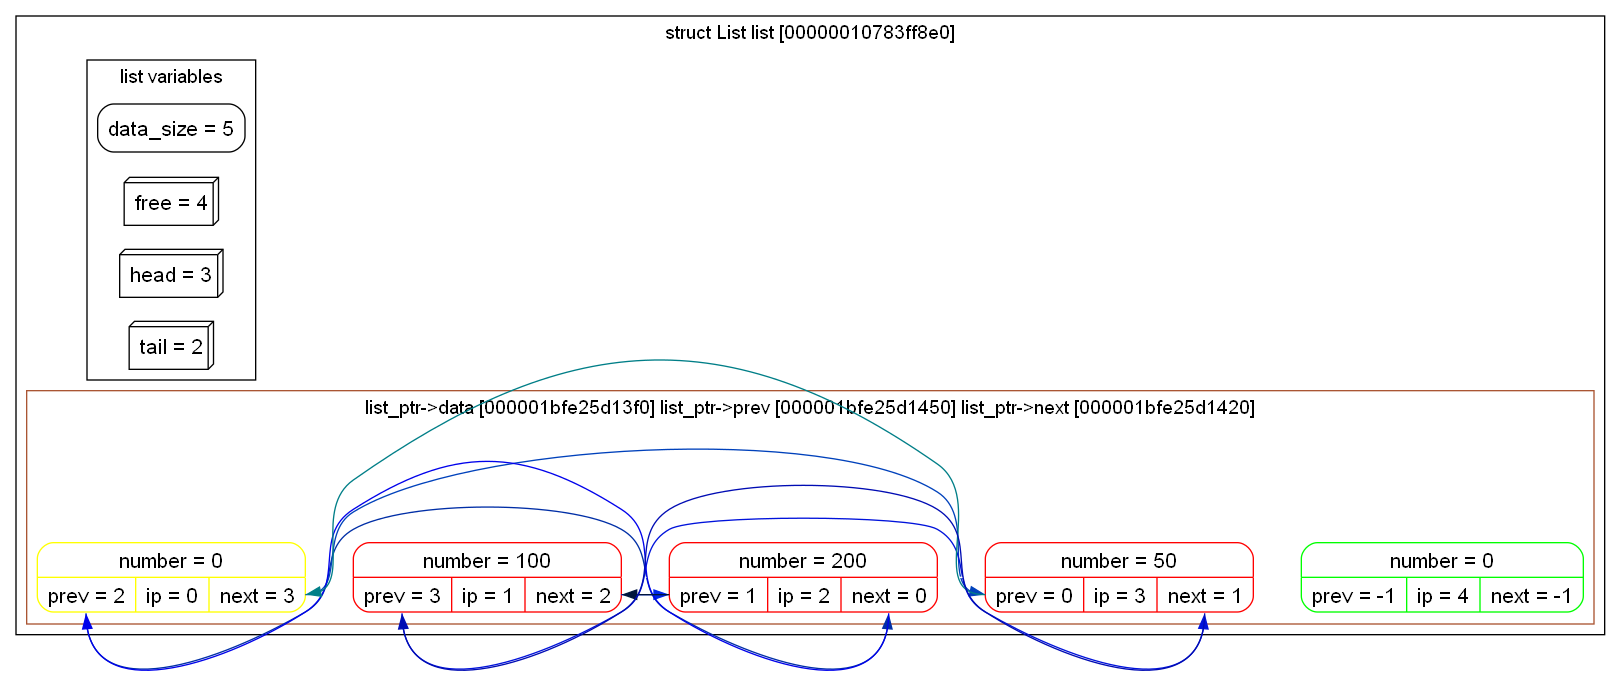 struct List list [00000010783ff8e0]
list variables
data_size = 5
free = 4
head = 3
tail = 2
list_ptr->data [000001bfe25d13f0] list_ptr->prev [000001bfe25d1450] list_ptr->next [000001bfe25d1420]
number = 0
prev = 2 ip = 0 next = 3
number = 100
prev = 3 ip = 1 next = 2
number = 200
prev = 1 ip = 2 next = 0
number = 50
prev = 0 ip = 3 next = 1
number = 0
prev = -1 ip = 4 next = -1